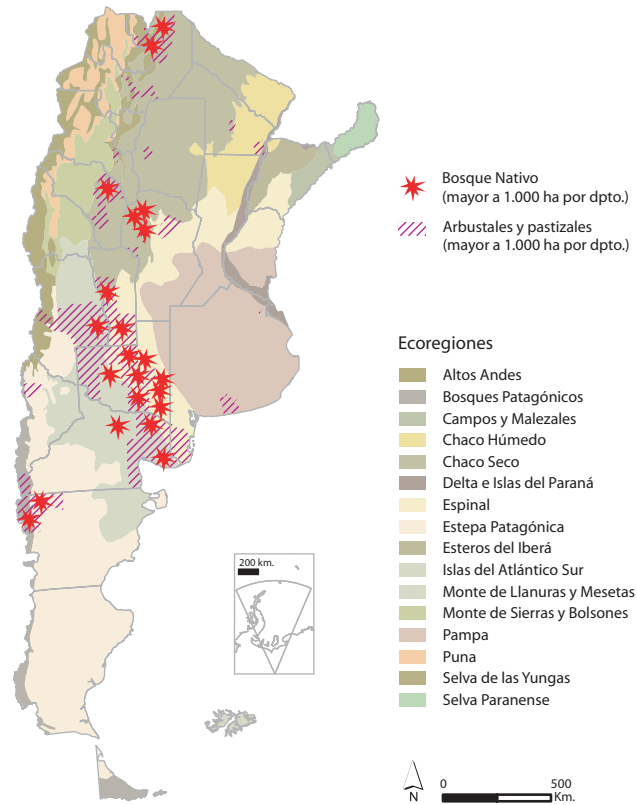 Bosque Nativo
(mayor a 1.000 ha por dpto.)
Arbustales y pastizales
(mayor a 1.000 ha por dpto.)
Ecoregiones
Altos Andes
Bosques Patagónicos
Campos y Malezales
Chaco Húmedo
Chaco Seco
Delta e Islas del Paraná
Espinal
Estepa Patagónica
Esteros del Iberá
Islas del Atlántico Sur
Monte de Llanuras y Mesetas
Monte de Sierras y Bolsones
Pampa
Puna
Selva de las Yungas
Selva Paranense
200 km.
N
0 500
Km.